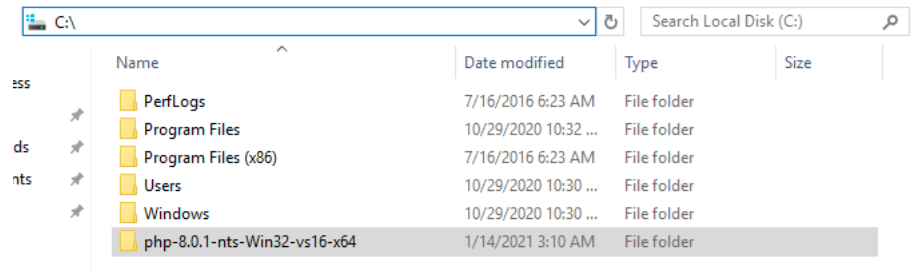 C:\ Search Local Disk (C:)
Name Date modified Type Size
ess
PerfLogs 7/16/2016 6:23 AM File folder
Program Files 10/29/2020 10:32 ... File folder
ds
Program Files (x86) 7/16/2016 6:23 AM File folder
nts
Users 10/29/2020 10:30 ... File folder
Windows 10/29/2020 10:30 ... File folder
php-8.0.1-nts-Win32-vs16-x64 1/14/2021 3:10 AM File folder